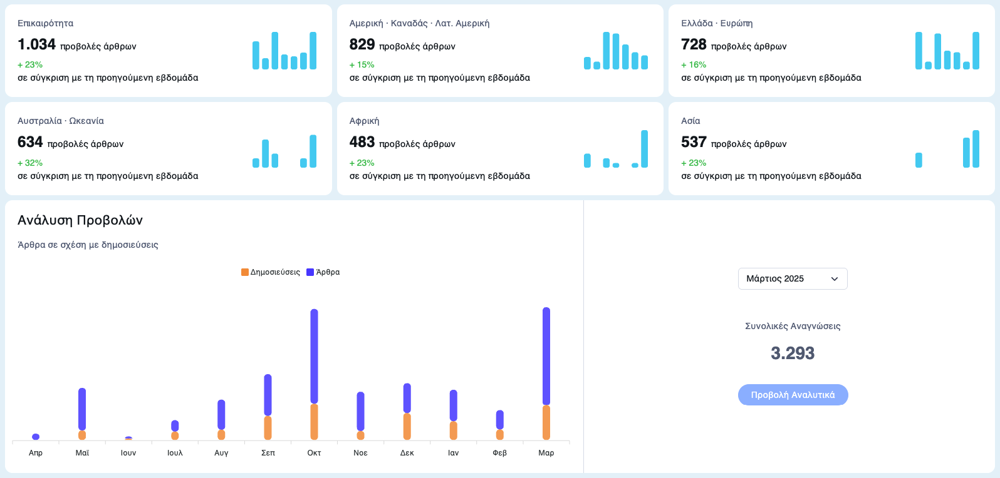 Επικαιρότητα
1.034 προβολές άρθρων
+ 23%
σε σύγκριση με τη προηγούμενη εβδομάδα
Αμερική · Καναδάς · Λατ. Αμερική
829 προβολές άρθρων
+ 15%
σε σύγκριση με τη προηγούμενη εβδομάδα
Ελλάδα · Ευρώπη
728 προβολές άρθρων
+ 16%
σε σύγκριση με τη προηγούμενη εβδομάδα
Αυστραλία · Ωκεανία
634 προβολές άρθρων
+ 32%
σε σύγκριση με τη προηγούμενη εβδομάδα
Αφρική
483 προβολές άρθρων
+ 23%
σε σύγκριση με τη προηγούμενη εβδομάδα
Ασία
537 προβολές άρθρων
+ 23%
σε σύγκριση με τη προηγούμενη εβδομάδα
Ανάλυση Προβολών
Άρθρα σε σχέση με δημοσιεύσεις
Δημοσιεύσεις Άρθρα
Απρ Μαϊ Ιουν Ιουλ Αυγ Σεπ Οκτ Νοε Δεκ Ιαν Φεβ Μαρ
Μάρτιος 2025
Συνολικές Αναγνώσεις
3.293
Προβολή Αναλυτικά